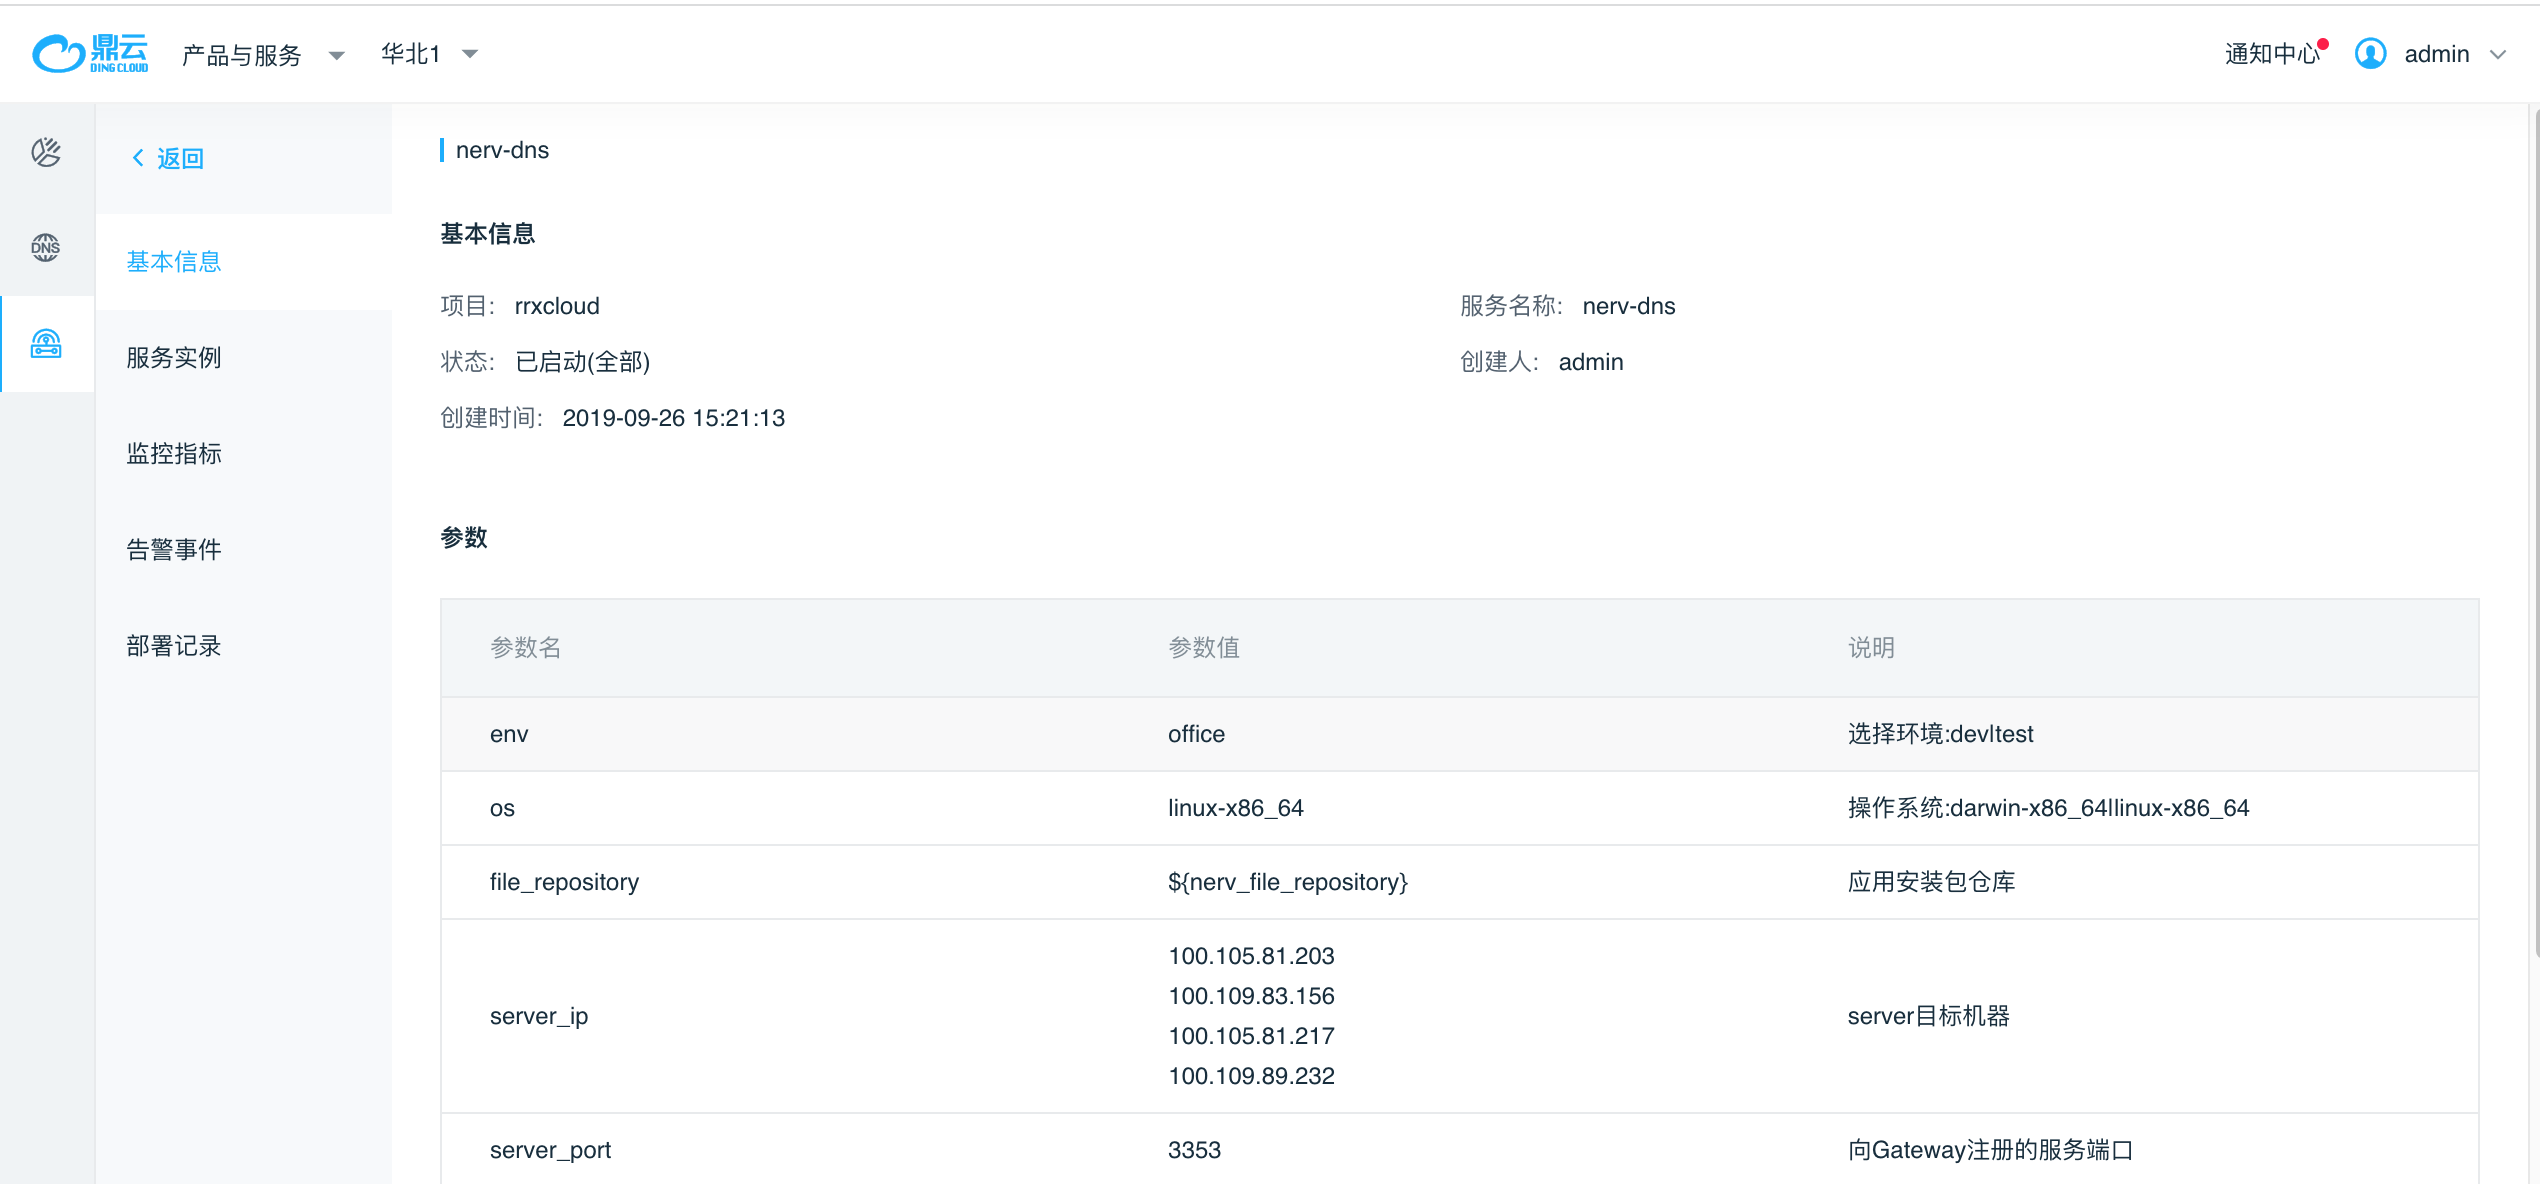 鼎云
DING CLOUD
产品与服务
华北1
通知中心
admin
DNS
返回
基本信息
服务实例
监控指标
告警事件
部署记录
nerv-dns
基本信息
项目: rrxcloud
服务名称: nerv-dns
状态: 已启动(全部)
创建人: admin
创建时间: 2019-09-26 15:21:13
参数
参数名 参数值 说明
env office 选择环境:dev|test
os linux-x86_64 操作系统:darwin-x86_64|linux-x86_64
file_repository ${nerv_file_repository} 应用安装包仓库
server_ip
100.105.81.203
100.109.83.156
100.105.81.217
100.109.89.232
server目标机器
server_port 3353 向Gateway注册的服务端口